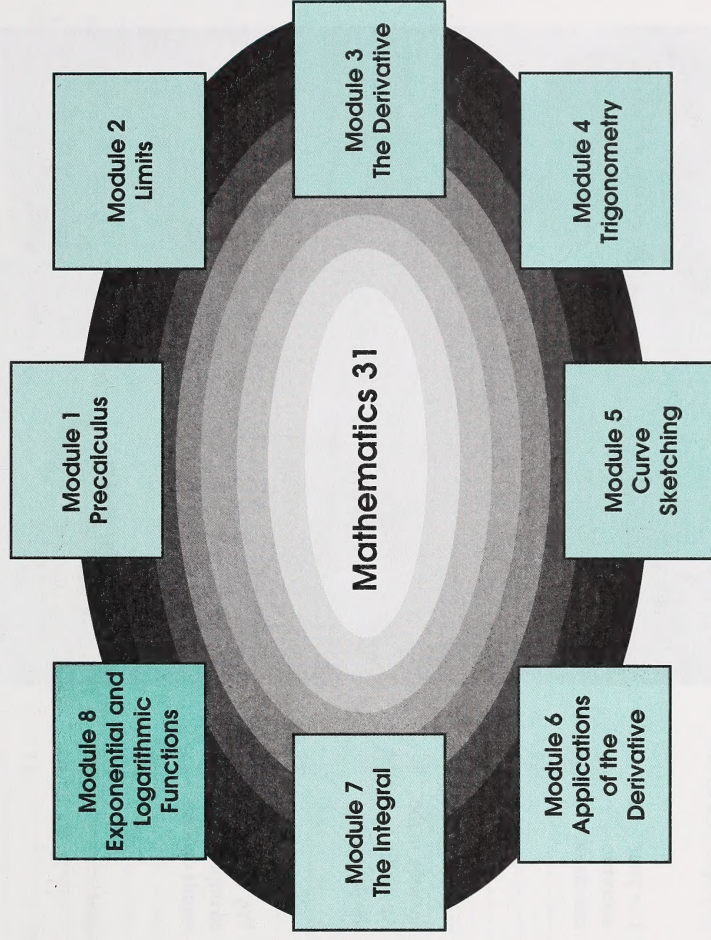 Mathematics 31
Module 1
Precalculus
Module 2
Limits
Module 3
The Derivative
Module 4
Trigonometry
Module 5
Curve
Sketching
Module 6
Applications
of the
Derivative
Module 7
The Integral
Module 8
Exponential and
Logarithmic
Functions